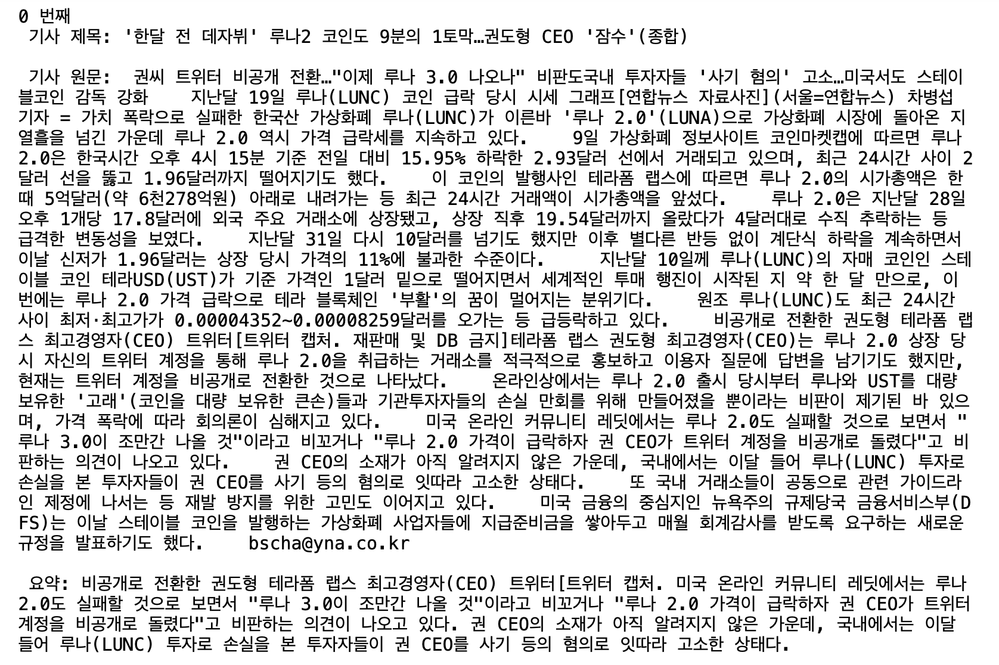 0 번째
기사 제목: '한달 전 데자뷔' 루나2 코인도 9분의 1토막…권도형 CEO '잠수'(종합)
기사 원문:  권씨 트위터 비공개 전환…"이제 루나 3.0 나오나" 비판도국내 투자자들 '사기 혐의' 고소…미국서도 스테이
블코인 감독 강화    지난달 19일 루나(LUNC) 코인 급락 당시 시세 그래프[연합뉴스 자료사진](서울=연합뉴스) 차병섭
기자 = 가치 폭락으로 실패한 한국산 가상화폐 루나(LUNC)가 이른바 '루나 2.0'(LUNA)으로 가상화폐 시장에 돌아온 지
열흘을 넘긴 가운데 루나 2.0 역시 가격 급락세를 지속하고 있다.    9일 가상화폐 정보사이트 코인마켓캡에 따르면 루나
2.0은 한국시간 오후 4시 15분 기준 전일 대비 15.95% 하락한 2.93달러 선에서 거래되고 있으며, 최근 24시간 사이 2
달러 선을 뚫고 1.96달러까지 떨어지기도 했다.    이 코인의 발행사인 테라폼 랩스에 따르면 루나 2.0의 시가총액은 한
때 5억달러(약 6천278억원) 아래로 내려가는 등 최근 24시간 거래액이 시가총액을 앞섰다.    루나 2.0은 지난달 28일
오후 1개당 17.8달러에 외국 주요 거래소에 상장됐고, 상장 직후 19.54달러까지 올랐다가 4달러대로 수직 추락하는 등
급격한 변동성을 보였다.    지난달 31일 다시 10달러를 넘기도 했지만 이후 별다른 반등 없이 계단식 하락을 계속하면서
이날 신저가 1.96달러는 상장 당시 가격의 11%에 불과한 수준이다.     지난달 10일께 루나(LUNC)의 자매 코인인 스테
이블 코인 테라USD(UST)가 기준 가격인 1달러 밑으로 떨어지면서 세계적인 투매 행진이 시작된 지 약 한 달 만으로, 이
번에는 루나 2.0 가격 급락으로 테라 블록체인 '부활'의 꿈이 멀어지는 분위기다.    원조 루나(LUNC)도 최근 24시간
사이 최저·최고가가 0.00004352~0.00008259달러를 오가는 등 급등락하고 있다.    비공개로 전환한 권도형 테라폼 랩
스 최고경영자(CEO) 트위터[트위터 캡처. 재판매 및 DB 금지]테라폼 랩스 권도형 최고경영자(CEO)는 루나 2.0 상장 당
시 자신의 트위터 계정을 통해 루나 2.0을 취급하는 거래소를 적극적으로 홍보하고 이용자 질문에 답변을 남기기도 했지만,
현재는 트위터 계정을 비공개로 전환한 것으로 나타났다.    온라인상에서는 루나 2.0 출시 당시부터 루나와 UST를 대량
보유한 '고래'(코인을 대량 보유한 큰손)들과 기관투자자들의 손실 만회를 위해 만들어졌을 뿐이라는 비판이 제기된 바 있으
며, 가격 폭락에 따라 회의론이 심해지고 있다.    미국 온라인 커뮤니티 레딧에서는 루나 2.0도 실패할 것으로 보면서 "
루나 3.0이 조만간 나올 것"이라고 비꼬거나 "루나 2.0 가격이 급락하자 권 CEO가 트위터 계정을 비공개로 돌렸다"고 비
판하는 의견이 나오고 있다.    권 CEO의 소재가 아직 알려지지 않은 가운데, 국내에서는 이달 들어 루나(LUNC) 투자로
손실을 본 투자자들이 권 CEO를 사기 등의 혐의로 잇따라 고소한 상태다.    또 국내 거래소들이 공동으로 관련 가이드라
인 제정에 나서는 등 재발 방지를 위한 고민도 이어지고 있다.    미국 금융의 중심지인 뉴욕주의 규제당국 금융서비스부(D
FS)는 이날 스테이블 코인을 발행하는 가상화폐 사업자들에 지급준비금을 쌓아두고 매월 회계감사를 받도록 요구하는 새로운
규정을 발표하기도 했다.    bscha@yna.co.kr
요약: 비공개로 전환한 권도형 테라폼 랩스 최고경영자(CEO) 트위터[트위터 캡처. 미국 온라인 커뮤니티 레딧에서는 루나
2.0도 실패할 것으로 보면서 "루나 3.0이 조만간 나올 것"이라고 비꼬거나 "루나 2.0 가격이 급락하자 권 CEO가 트위터
계정을 비공개로 돌렸다"고 비판하는 의견이 나오고 있다. 권 CEO의 소재가 아직 알려지지 않은 가운데, 국내에서는 이달
들어 루나(LUNC) 투자로 손실을 본 투자자들이 권 CEO를 사기 등의 혐의로 잇따라 고소한 상태다.